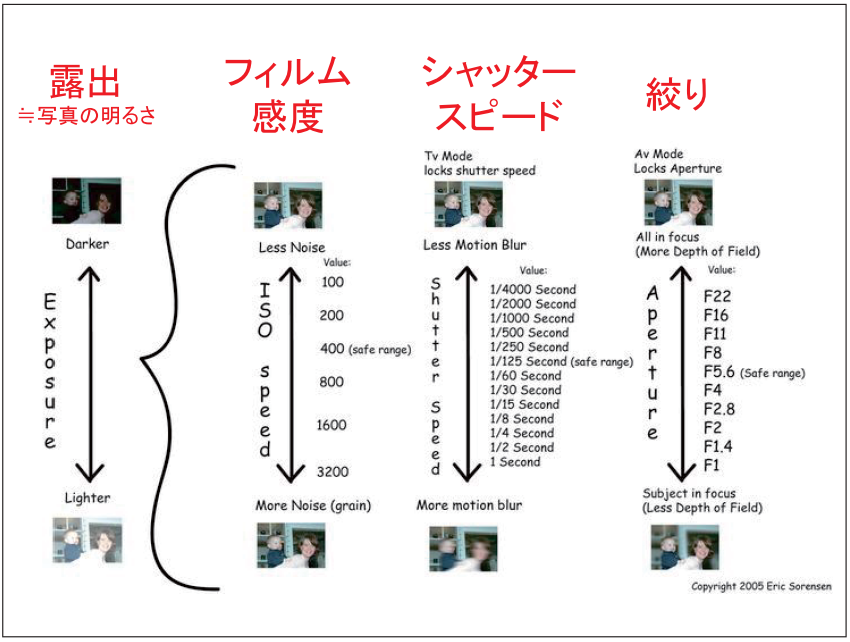 露出
≒写真の明るさ
Darker
Exposure
Lighter
フィルム
感度
Less Noise
Value:
ISO speed
100
200
400 (safe range)
800
1600
3200
More Noise (grain)
シャッター
スピード
Tv Mode
locks shutter speed
Less Motion Blur
Value:
Shutter Speed
1/4000 Second
1/2000 Second
1/1000 Second
1/500 Second
1/250 Second
1/125 Second (safe range)
1/60 Second
1/30 Second
1/15 Second
1/8 Second
1/4 Second
1/2 Second
1 Second
More motion blur
絞り
Av Mode
Locks Aperture
All in focus
(More Depth of Field)
Value:
Aperture
F22
F16
F11
F8
F5.6 (Safe range)
F4
F2.8
F2
F1.4
F1
Subject in focus
(Less Depth of Field)
Copyright 2005 Eric Sorensen